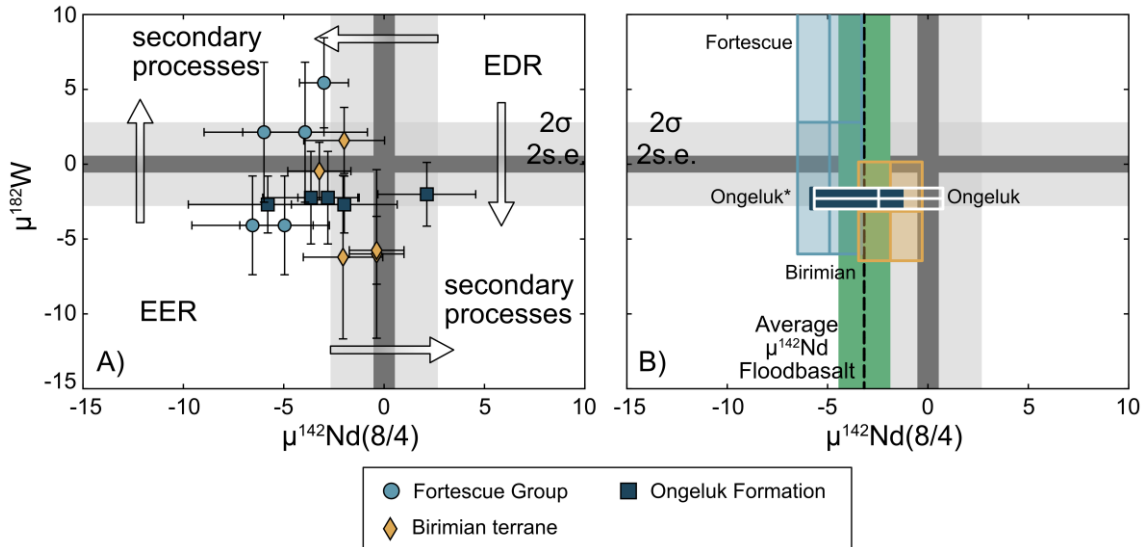 10
5
0
-5
-10
-15
μ¹⁸²W
secondary
processes
EDR
2σ
2s.e.
EER
secondary
processes
A)
-15
-10
-5
0
5
10
μ¹⁴²Nd(8/4)
Fortescue
2σ
2s.e.
Ongeluk*
Ongeluk
Birimian
Average
μ¹⁴²Nd
Floodbasalt
B)
-15
-10
-5
0
5
10
μ¹⁴²Nd(8/4)
Fortescue Group
Ongeluk Formation
Birimian terrane